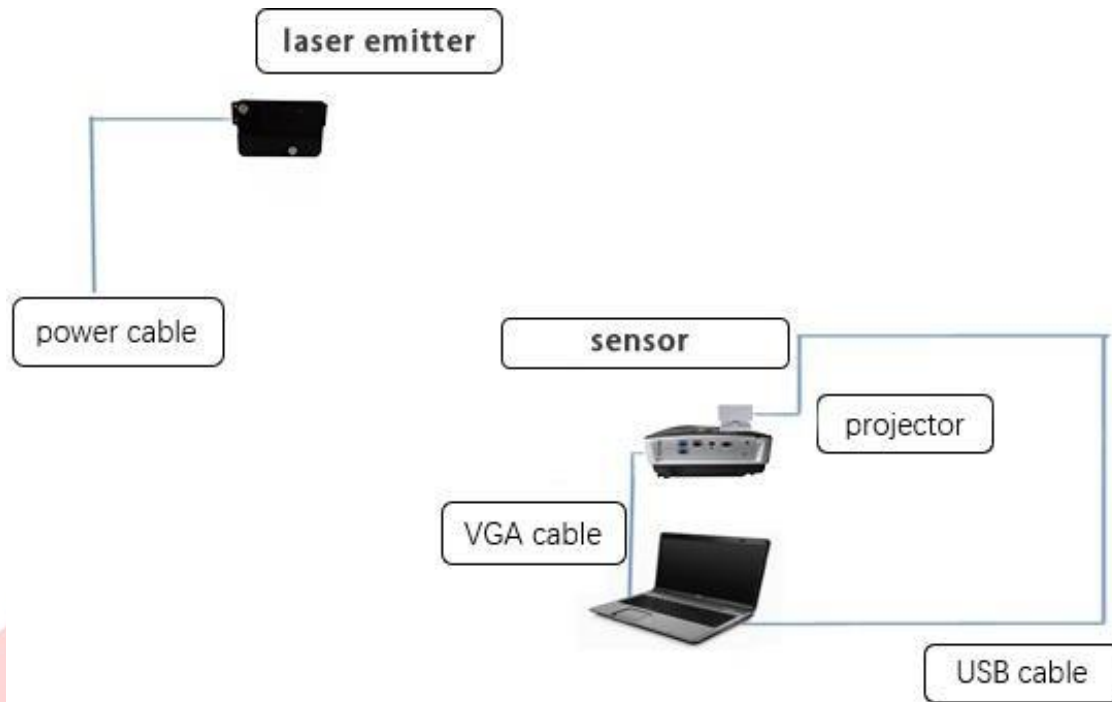 laser emitter
power cable
sensor
projector
VGA cable
USB cable